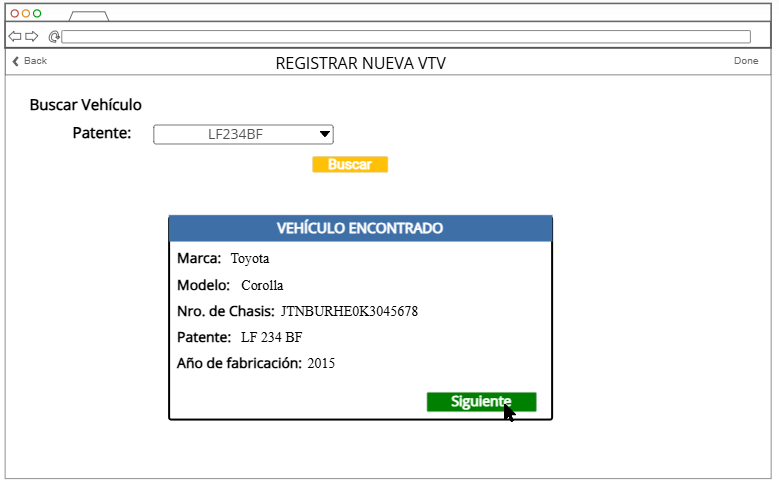 Back
REGISTRAR NUEVA VTV
Done
Buscar Vehículo
Patente: LF234BF
Buscar
VEHÍCULO ENCONTRADO
Marca: Toyota
Modelo: Corolla
Nro. de Chasis: JTNBURHE0K3045678
Patente: LF 234 BF
Año de fabricación: 2015
Siguiente